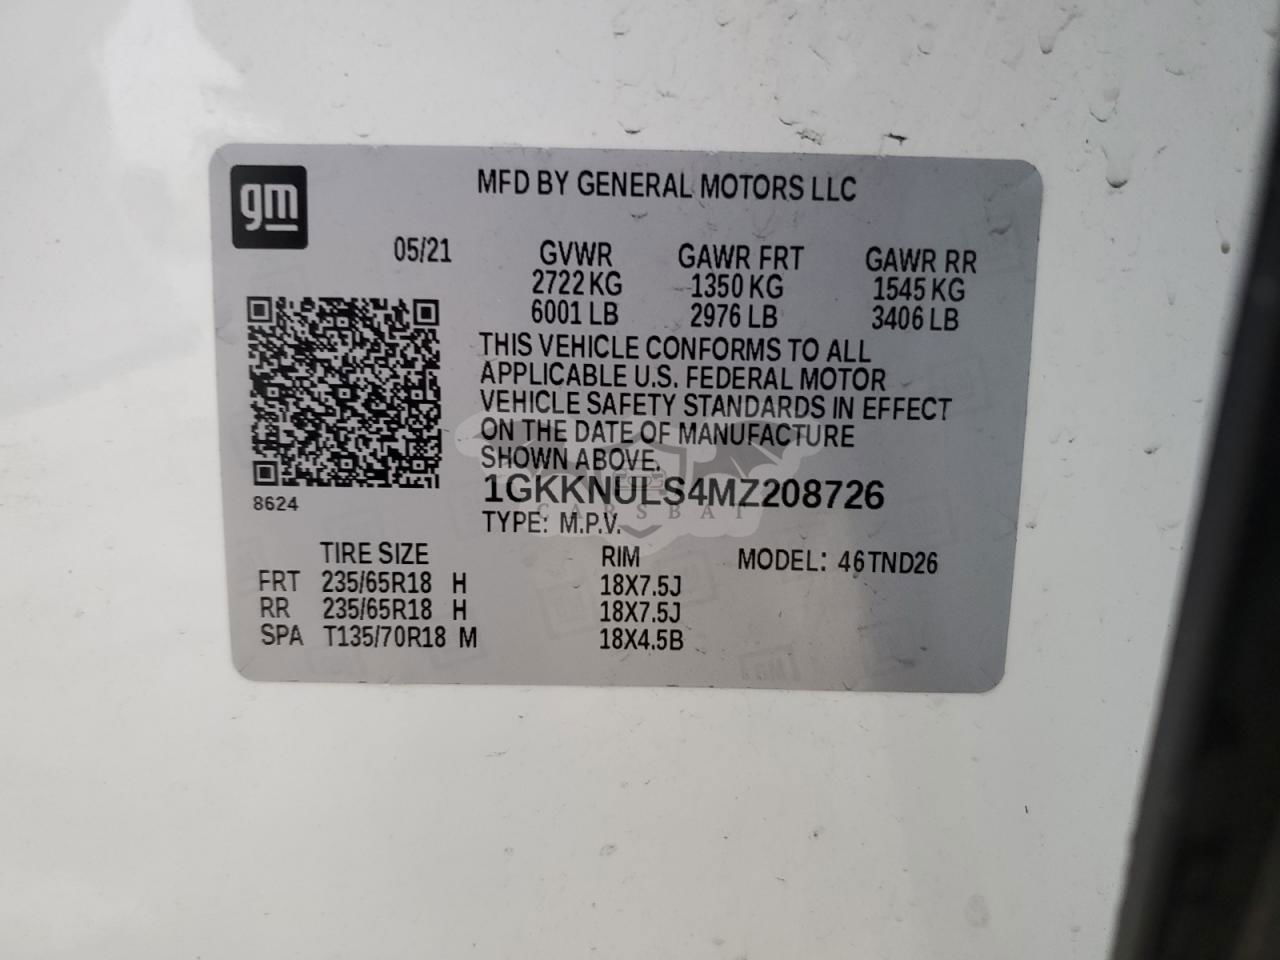 gm
MFD BY GENERAL MOTORS LLC
05/21
GVWR GAWR FRT GAWR RR
2722 KG 1350 KG 1545 KG
6001 LB 2976 LB 3406 LB
THIS VEHICLE CONFORMS TO ALL
APPLICABLE U.S. FEDERAL MOTOR
VEHICLE SAFETY STANDARDS IN EFFECT
ON THE DATE OF MANUFACTURE
SHOWN ABOVE.
1GKKNULS4MZ208726
CARSBAT
8624
TYPE: M.P.V.
TIRE SIZE RIM MODEL: 46TND26
FRT 235/65R18 H 18X7.5J
RR 235/65R18 H 18X7.5J
SPA T135/70R18 M 18X4.5B